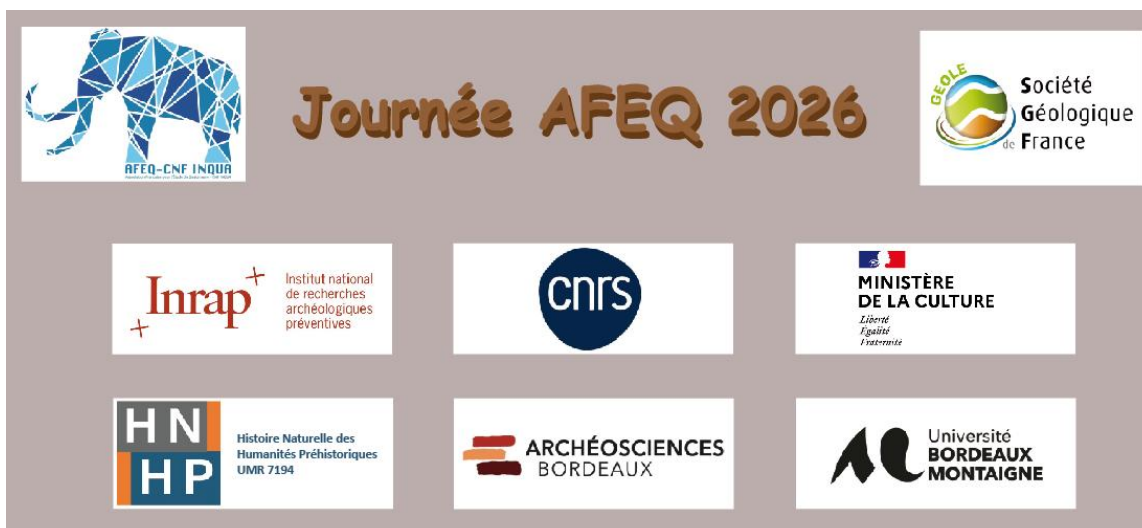 Journée AFEQ 2026
AFEQ-CNF INQUA
GEOLE
Société
Géologique
de France
Inrap
Institut national
de recherches
archéologiques
préventives
cnrs
MINISTÈRE
DE LA CULTURE
Liberté
Égalité
Fraternité
HN
HP
Histoire Naturelle des
Humanités Préhistoriques
UMR 7194
ARCHÉOSCIENCES
BORDEAUX
Université
BORDEAUX
MONTAIGNE